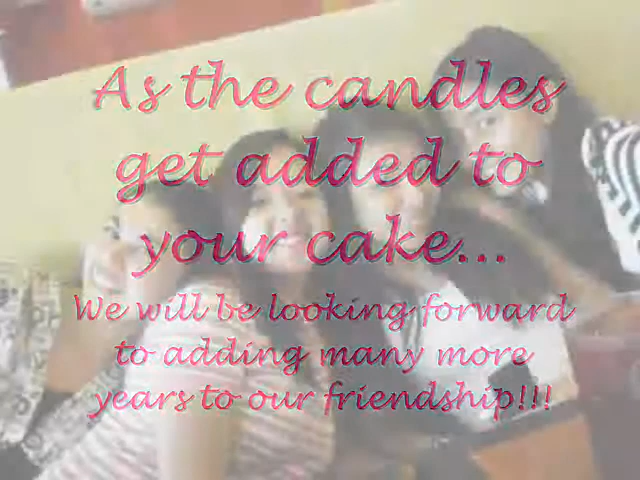 As the candles
get added to
your cake...
We will be looking forward
to adding many more
years to our friendship!!!